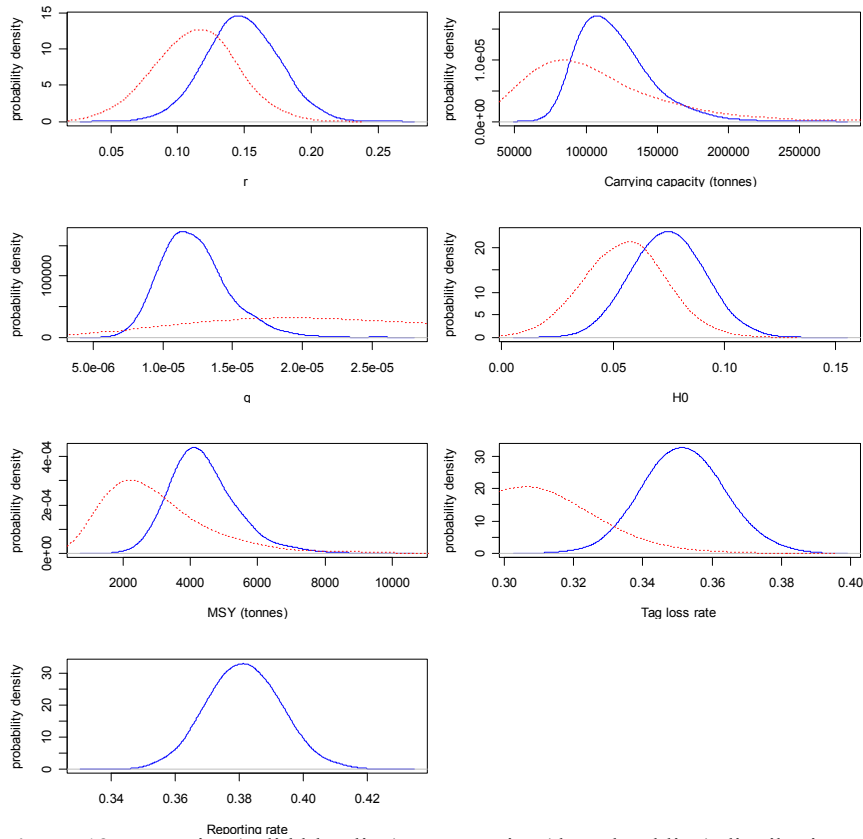 probability density
0 5 10 15
0.05 0.10 0.15 0.20 0.25
r
probability density
0.0e+00 1.0e-05
50000 100000 150000 200000 250000
Carrying capacity (tonnes)
probability density
0 100000
5.0e-06 1.0e-05 1.5e-05 2.0e-05 2.5e-05
q
probability density
0 5 10 20
0.00 0.05 0.10 0.15
H0
probability density
0e+00 2e-04 4e-04
2000 4000 6000 8000 10000
MSY (tonnes)
probability density
0 10 20 30
0.30 0.32 0.34 0.36 0.38 0.40
Tag loss rate
probability density
0 10 20 30
0.34 0.36 0.38 0.40 0.42
Reporting rate